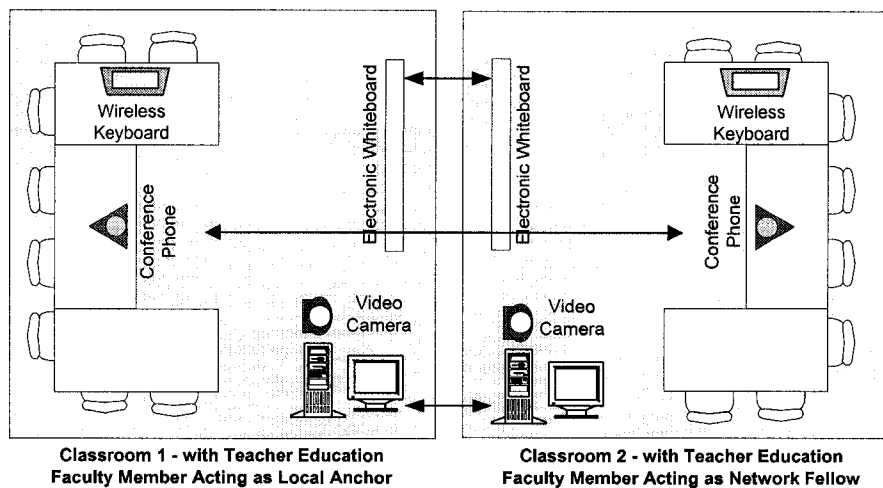 Wireless
Keyboard
Conference
Phone
Electronic Whiteboard
Video
Camera
Classroom 1 - with Teacher Education
Faculty Member Acting as Local Anchor
Electronic Whiteboard
Wireless
Keyboard
Conference
Phone
Video
Camera
Classroom 2 - with Teacher Education
Faculty Member Acting as Network Fellow